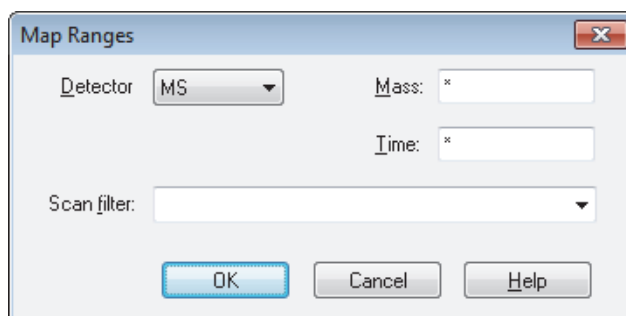 Map Ranges
Detector MS Mass: *
Time: *
Scan filter:
OK Cancel Help